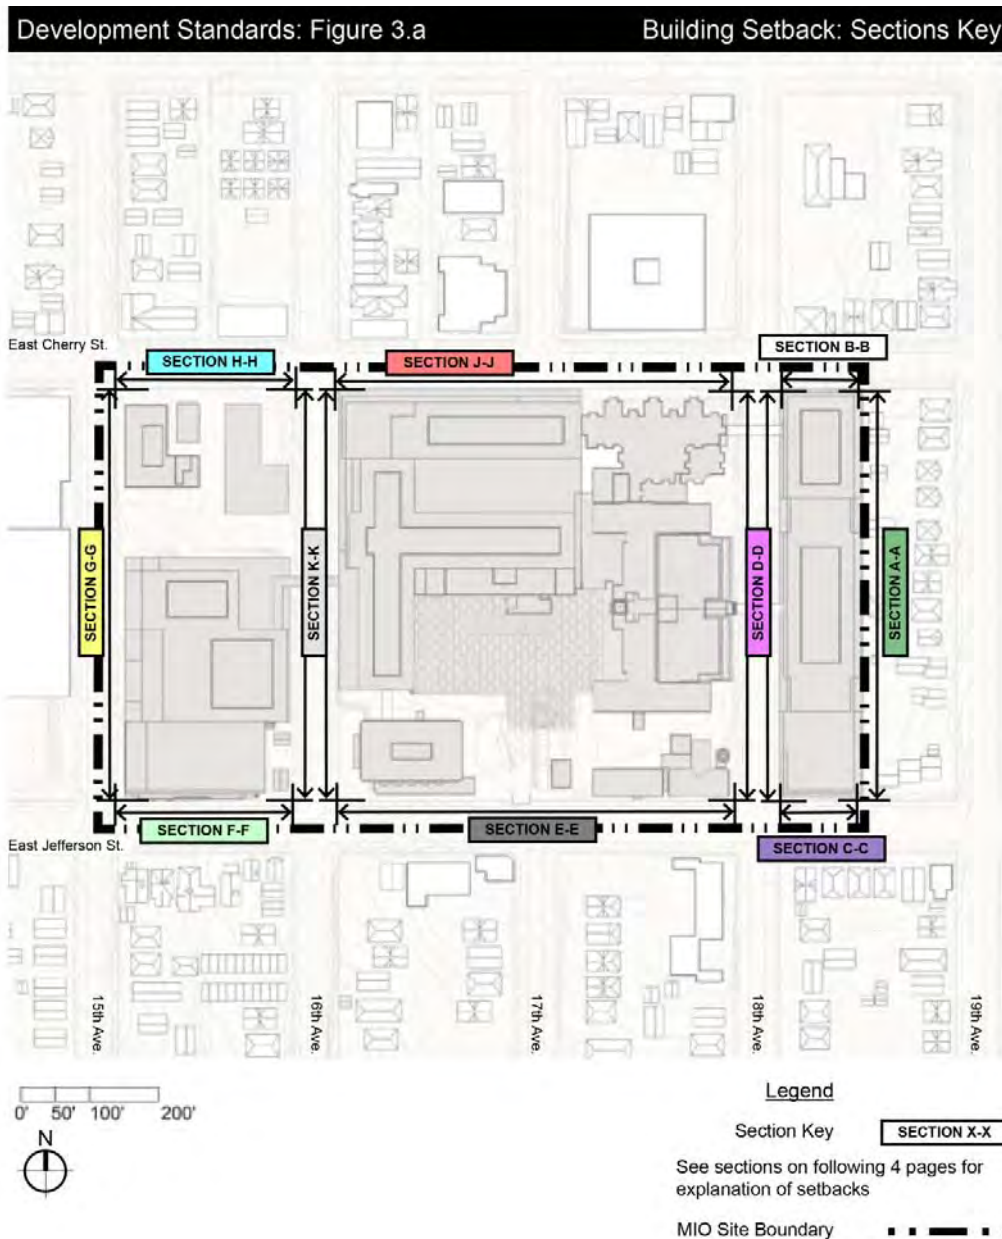 Development Standards: Figure 3.a
Building Setback: Sections Key
East Cherry St.
SECTION H-H
SECTION J-J
SECTION B-B
SECTION G-G
SECTION K-K
SECTION D-D
SECTION A-A
East Jefferson St.
SECTION F-F
SECTION E-E
SECTION C-C
15th Ave.
16th Ave.
17th Ave.
18th Ave.
19th Ave.
0' 50' 100' 200'
N
Legend
Section Key
SECTION X-X
See sections on following 4 pages for
explanation of setbacks
MIO Site Boundary